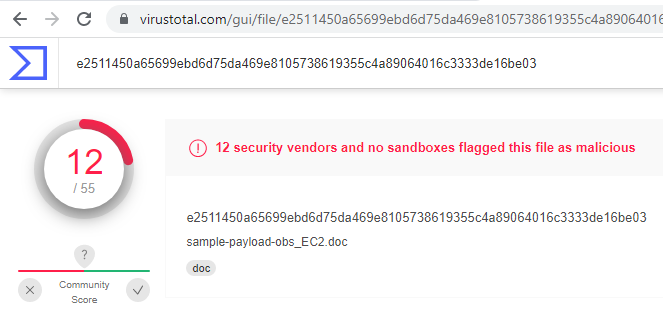 virustotal.com/gui/file/e2511450a65699ebd6d75da469e8105738619355c4a89064016
e2511450a65699ebd6d75da469e8105738619355c4a89064016c3333de16be03
12
/ 55
12 security vendors and no sandboxes flagged this file as malicious
e2511450a65699ebd6d75da469e8105738619355c4a89064016c3333de16be03
sample-payload-obs_EC2.doc
doc
?
Community
Score